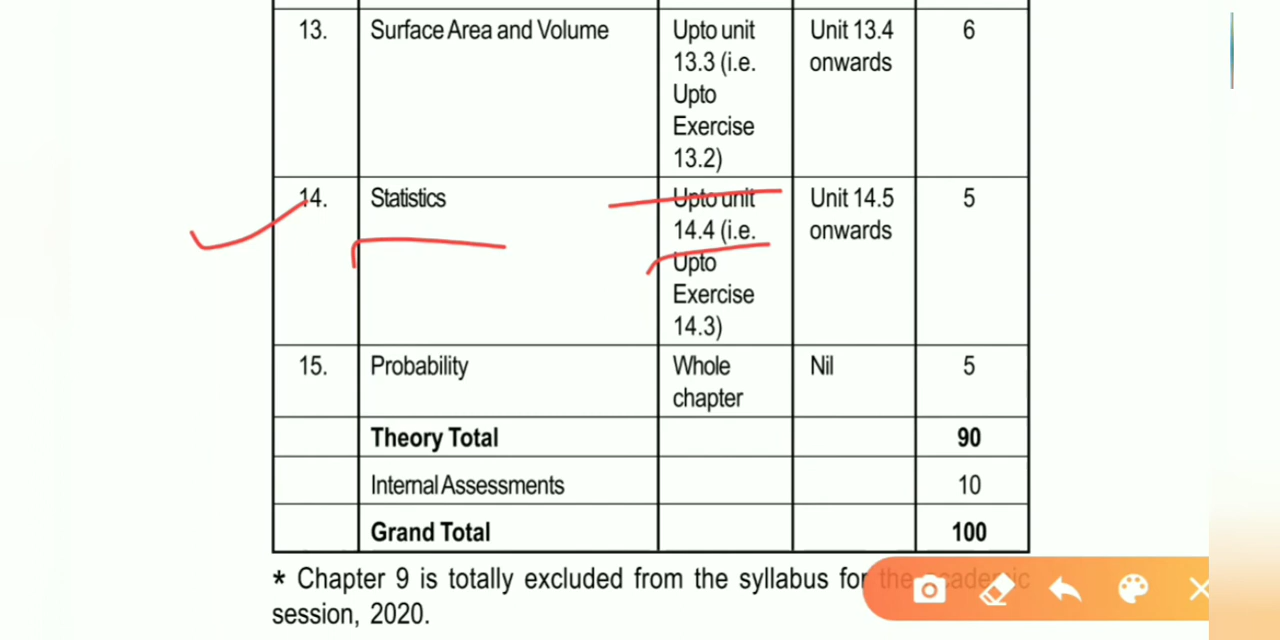 13. Surface Area and Volume Upto unit Unit 13.4 6
13.3 (i.e. onwards
Upto
Exercise
13.2)
14. Statistics Upto unit Unit 14.5 5
14.4 (i.e. onwards
Upto
Exercise
14.3)
15. Probability Whole Nil 5
chapter
Theory Total 90
Internal Assessments 10
Grand Total 100
* Chapter 9 is totally excluded from the syllabus for the academic
session, 2020.